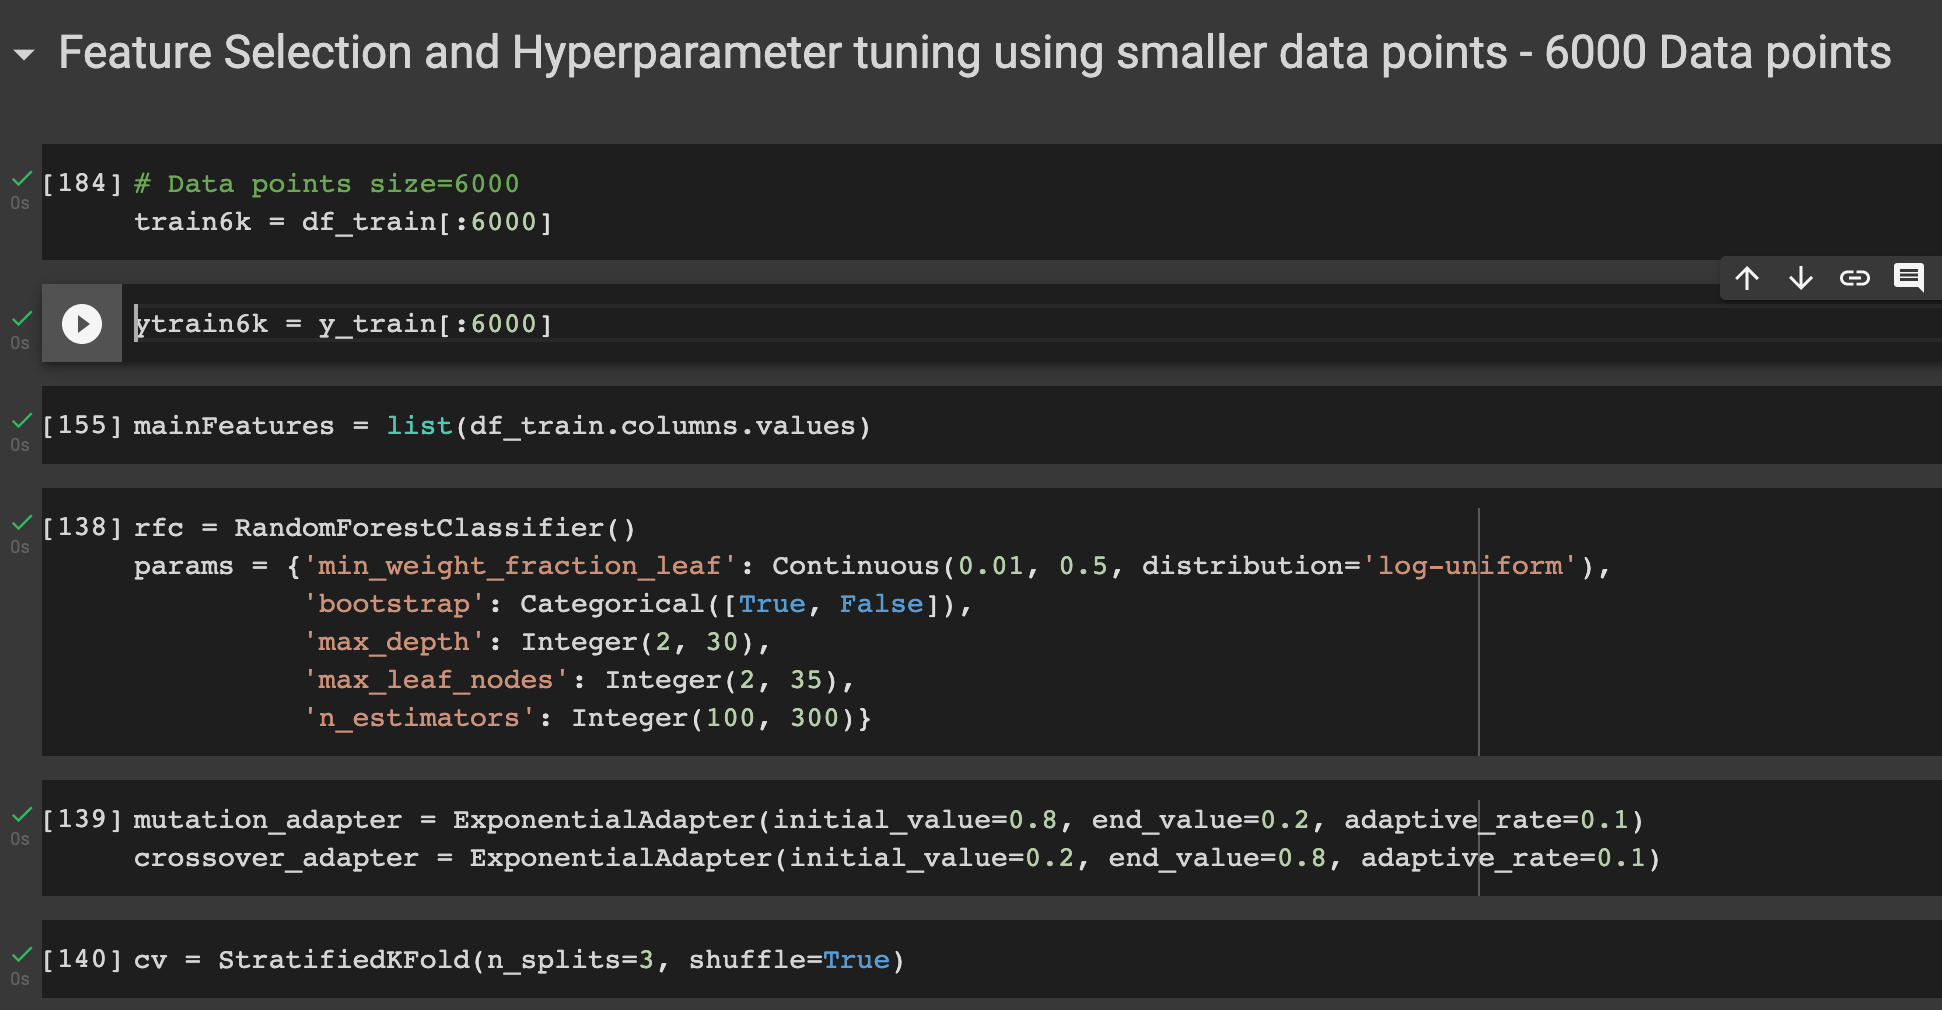 Feature Selection and Hyperparameter tuning using smaller data points - 6000 Data points
[184] # Data points size=6000
0s
train6k = df_train[:6000]
ytrain6k = y_train[:6000]
0s
[155] mainFeatures = list(df_train.columns.values)
0s
[138] rfc = RandomForestClassifier()
0s
params = {'min_weight_fraction_leaf': Continuous(0.01, 0.5, distribution='log-uniform'),
'bootstrap': Categorical([True, False]),
'max_depth': Integer(2, 30),
'max_leaf_nodes': Integer(2, 35),
'n_estimators': Integer(100, 300)}
[139] mutation_adapter = ExponentialAdapter(initial_value=0.8, end_value=0.2, adaptive_rate=0.1)
0s
crossover_adapter = ExponentialAdapter(initial_value=0.2, end_value=0.8, adaptive_rate=0.1)
[140] cv = StratifiedKFold(n_splits=3, shuffle=True)
0s